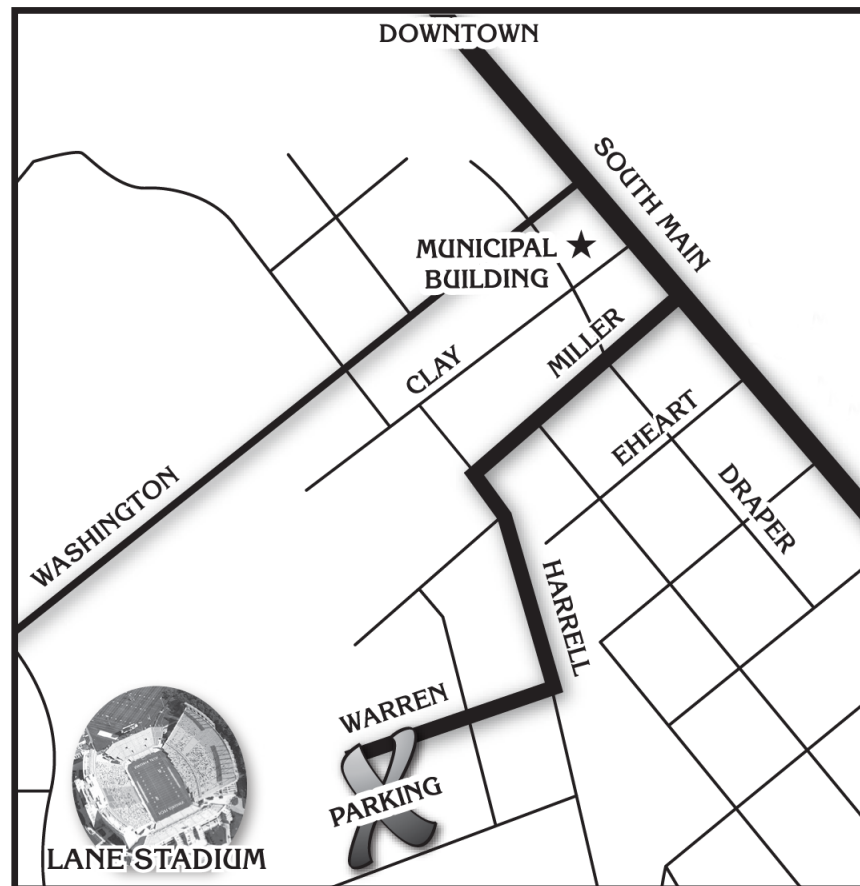 DOWNTOWN
SOUTH MAIN
MUNICIPAL
BUILDING
MILLER
CLAY
EHEART
DRAPER
WASHINGTON
HARRELL
WARREN
PARKING
LANE STADIUM